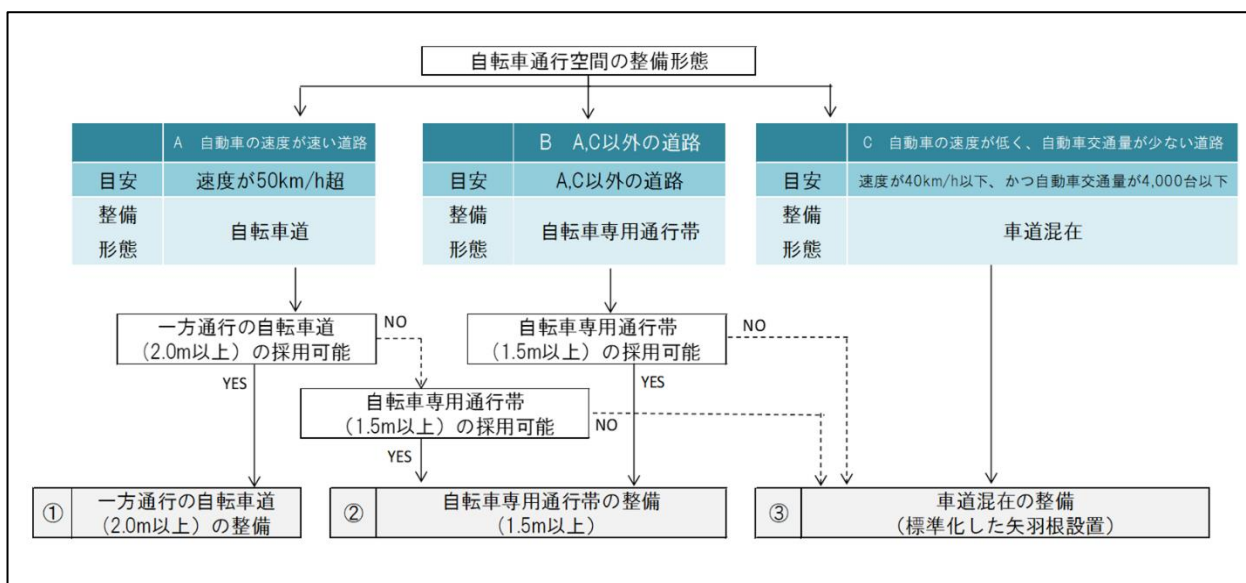 自転車通行空間の整備形態
A 自動車の速度が速い道路
目安
速度が50km/h超
整備
形態
自転車道
B A,C以外の道路
目安
A,C以外の道路
整備
形態
自転車専用通行帯
C 自動車の速度が低く、自動車交通量が少ない道路
目安
速度が40km/h以下、かつ自動車交通量が4,000台以下
整備
形態
車道混在
一方通行の自転車道
(2.0m以上)の採用可能
NO
YES
自転車専用通行帯
(1.5m以上)の採用可能
NO
YES
自転車専用通行帯
(1.5m以上)の採用可能
NO
YES
① 一方通行の自転車道
(2.0m以上)の整備
② 自転車専用通行帯の整備
(1.5m以上)
③ 車道混在の整備
(標準化した矢羽根設置)